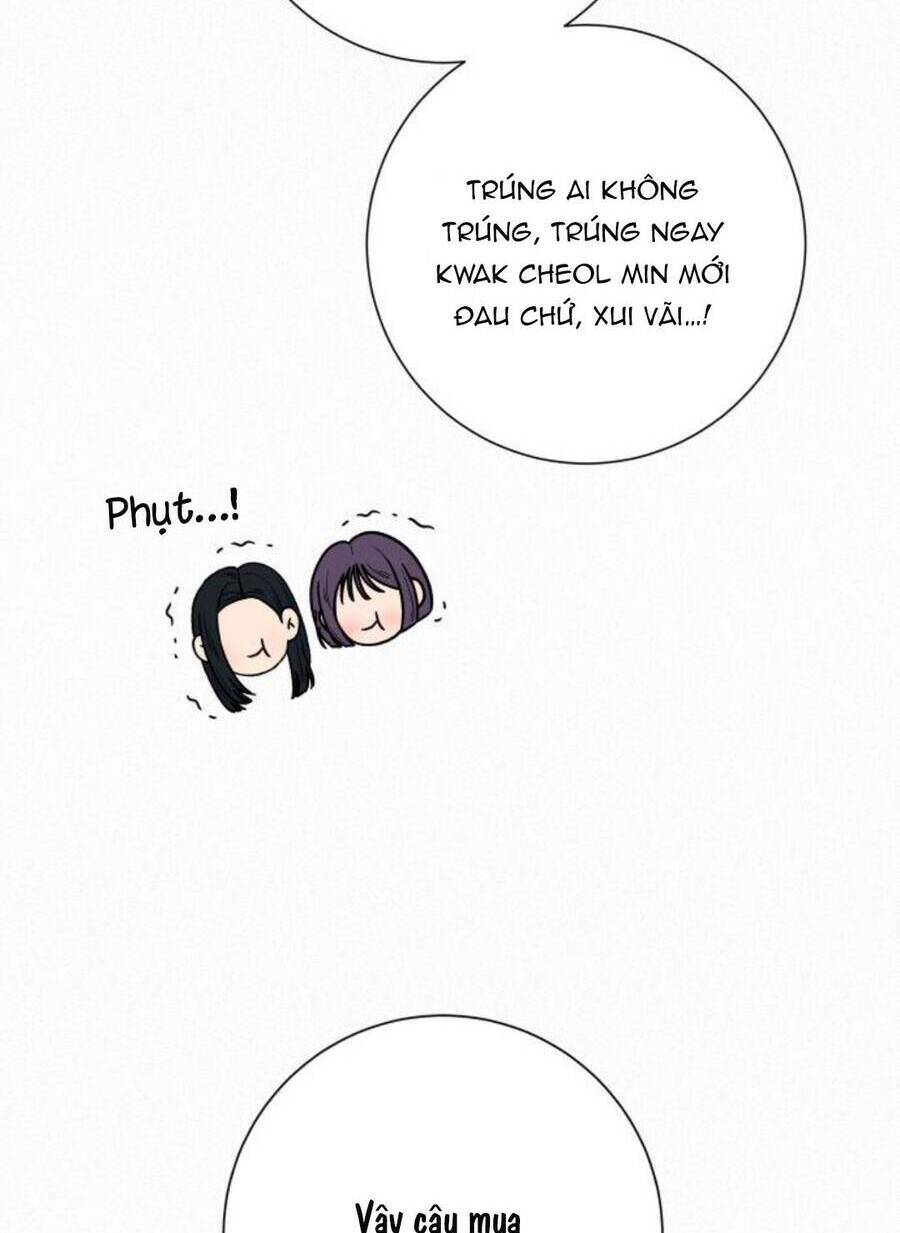 TRÚNG AI KHÔNG
TRÚNG, TRÚNG NGAY
KWAK CHEOL MIN MỚI
ĐAU CHỨ, XUI VÃI...!
Phụt...!
Vậy cậu mua